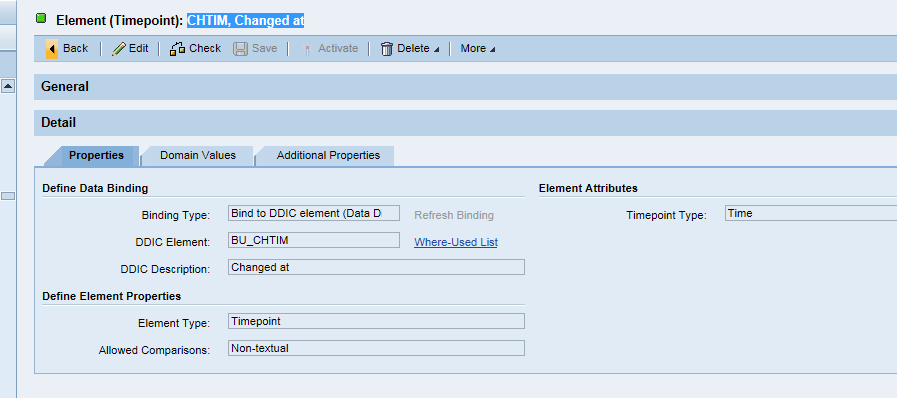 Element (Timepoint): CHTIM, Changed at
Back Edit Check Save Activate Delete More
General
Detail
Properties Domain Values Additional Properties
Define Data Binding Element Attributes
Binding Type: Bind to DDIC element (Data D Refresh Binding Timepoint Type: Time
DDIC Element: BU_CHTIM Where-Used List
DDIC Description: Changed at
Define Element Properties
Element Type: Timepoint
Allowed Comparisons: Non-textual